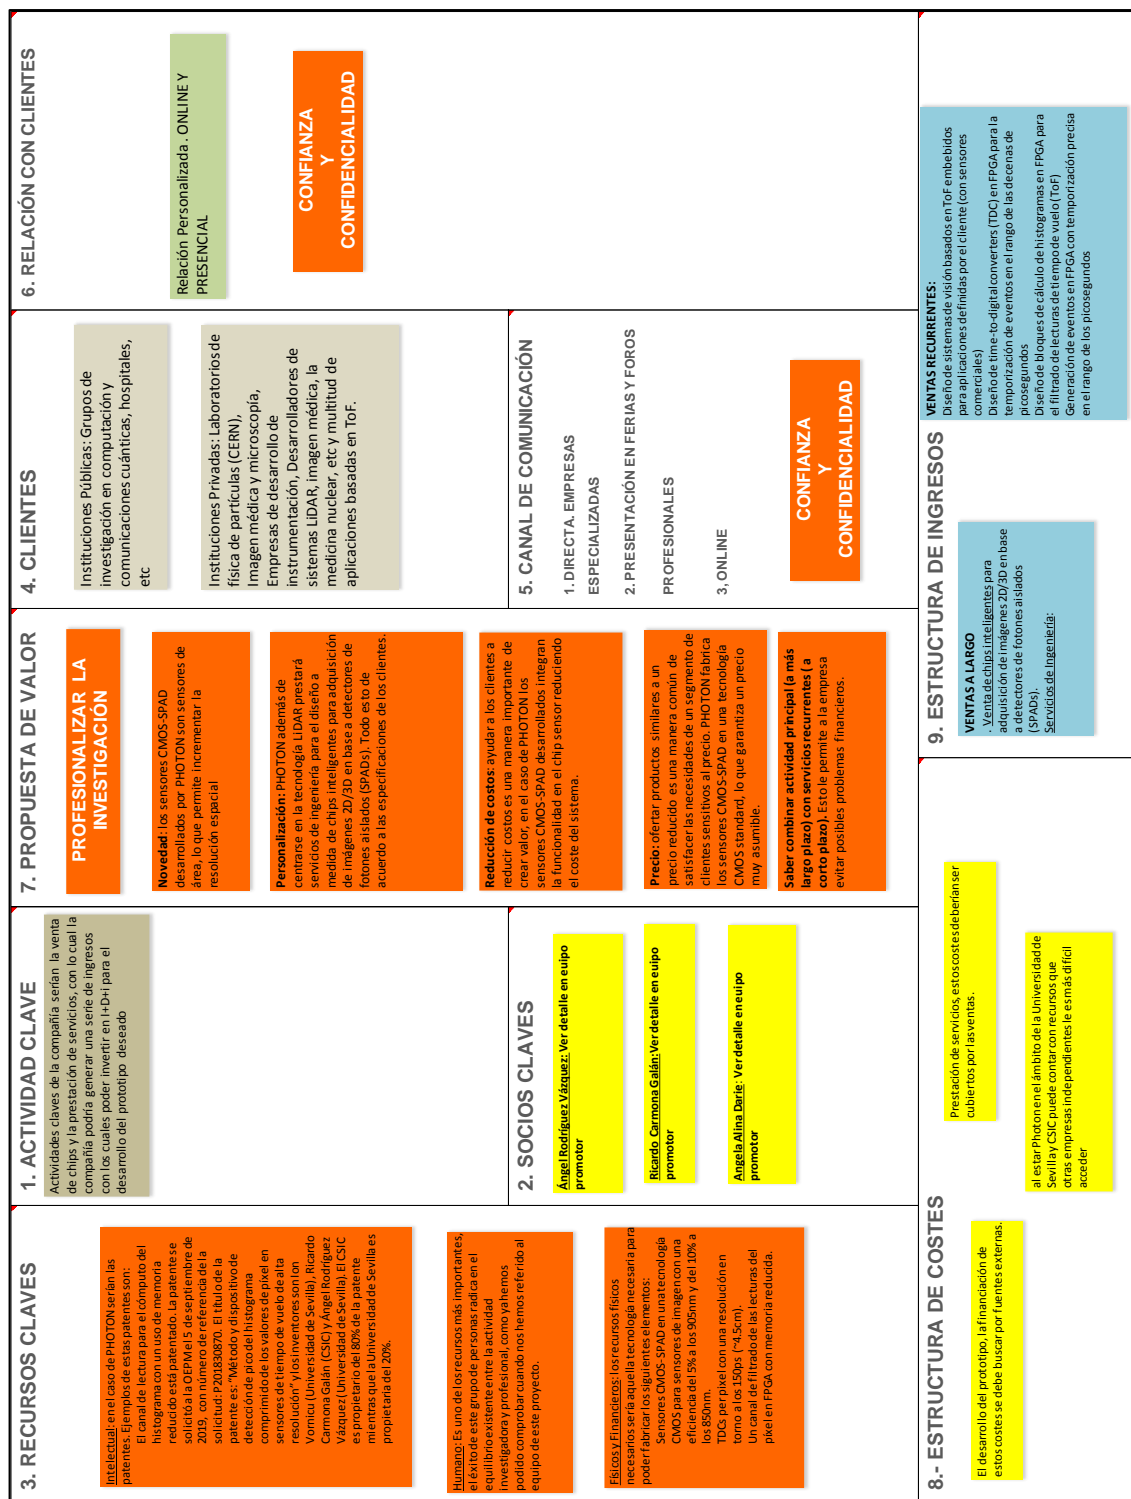 3. RECURSOS CLAVES
Intelectual: en el caso de PHOTON serían las
patentes. Ejemplos de estas patentes son:
El canal de lectura para el cómputo del
histograma con un uso de memoria
reducido está patentado. La patente se
solicitó a la OEPM el 5 de septiembre de
2019, con número de referencia de la
solicitud: P201830870. El título de la
patente es: “Método y dispositivo de
detección de pico del histograma
comprimido de los valores de píxel en
sensores de tiempo de vuelo de alta
resolución” y los inventores son Ion
Vornicu (Universidad de Sevilla), Ricardo
Carmona Galán (CSIC) y Ángel Rodríguez
Vázquez (Universidad de Sevilla). El CSIC
es propietario del 80% de la patente
mientras que la Universidad de Sevilla es
propietaria del 20%.
Humano: Es uno de los recursos más importantes,
el éxito de este grupo de personas radica en el
equilibrio existente entre la actividad
investigadora y profesional, como ya hemos
podido comprobar cuando nos hemos referido al
equipo de este proyecto.
Físicos y Financieros: los recursos físicos
necesarios sería aquella tecnología necesaria para
poder fabricar los siguientes elementos:
Sensores CMOS-SPAD en una tecnología
CMOS para sensores de imagen con una
eficiencia del 5% a los 905nm y del 10% a
los 850nm.
TDCs per pixel con una resolución en
torno a los 150ps (~4.5cm).
Un canal de filtrado de las lecturas del
píxel en FPGA con memoria reducida.
1. ACTIVIDAD CLAVE
Actividades claves de la compañía serían la venta
de chips y la prestación de servicios, con lo cual la
compañía podría generar una serie de ingresos
con los cuales poder invertir en I+D+i para el
desarrollo del prototipo deseado
2. SOCIOS CLAVES
Ángel Rodríguez Vázquez: Ver detalle en euipo
promotor
Ricardo Carmona Galán:Ver detalle en euipo
promotor
Angela Alina Darie: Ver detalle en euipo
promotor
7. PROPUESTA DE VALOR
PROFESIONALIZAR LA
INVESTIGACIÓN
Novedad: los sensores CMOS-SPAD
desarrollados por PHOTON son sensores de
área, lo que permite incrementar la
resolución espacial
Personalización: PHOTON además de
centrarse en la tecnología LiDAR prestará
servicios de ingeniería para el diseño a
medida de chips inteligentes para adquisición
de imágenes 2D/3D en base a detectores de
fotones aislados (SPADs). Todo esto de
acuerdo a las especificaciones de los clientes.
Reducción de costos: ayudar a los clientes a
reducir costos es una manera importante de
crear valor, en el caso de PHOTON los
sensores CMOS-SPAD desarrollados integran
la funcionalidad en el chip sensor reduciendo
el coste del sistema.
Precio: ofertar productos similares a un
precio reducido es una manera común de
satisfacer las necesidades de un segmento de
clientes sensitivos al precio. PHOTON fabrica
los sensores CMOS-SPAD en una tecnología
CMOS standard, lo que garantiza un precio
muy asumible.
Saber combinar actividad principal (a más
largo plazo) con servicios recurrentes ( a
corto plazo). Esto le permite a la empresa
evitar posibles problemas financieros.
4. CLIENTES
Instituciones Públicas: Grupos de
investigación en computación y
comunicaciones cuánticas, hospitales,
etc
Instituciones Privadas: Laboratorios de
física de partículas (CERN),
Imagen médica y microscopía,
Empresas de desarrollo de
instrumentación, Desarrolladores de
sistemas LiDAR, imagen médica, la
medicina nuclear, etc y multitud de
aplicaciones basadas en ToF.
5. CANAL DE COMUNICACIÓN
1. DIRECTA. EMPRESAS
ESPECIALIZADAS
2. PRESENTACIÓN EN FERIAS Y FOROS
PROFESIONALES
3, ONLINE
CONFIANZA
Y
CONFIDENCIALIDAD
6. RELACIÓN CON CLIENTES
Relación Personalizada . ONLINE Y
PRESENCIAL
CONFIANZA
Y
CONFIDENCIALIDAD
8.- ESTRUCTURA DE COSTES
El desarrollo del prototipo, la financiación de
estos costes se debe buscar por fuentes externas.
Prestación de servicios, estos costes deberían ser
cubiertos por las ventas.
al estar Photon en el ámbito de la Universidad de
Sevilla y CSIC puede contar con recursos que
otras empresas independientes le es más difícil
acceder
9. ESTRUCTURA DE INGRESOS
VENTAS A LARGO
. Venta de chips inteligentes para
adquisición de imágenes 2D/3D en base
a detectores de fotones aislados
(SPADs).
Servicios de Ingeniería:
VENTAS RECURRENTES:
Diseño de sistemas de visión basados en ToF embebidos
para aplicaciones definidas por el cliente (con sensores
comerciales)
Diseño de time-to-digital converters (TDC) en FPGA para la
temporización de eventos en el rango de las decenas de
picosegundos
Diseño de bloques de cálculo de histogramas en FPGA para
el filtrado de lecturas de tiempo de vuelo (ToF)
Generación de eventos en FPGA con temporización precisa
en el rango de los picosegundos